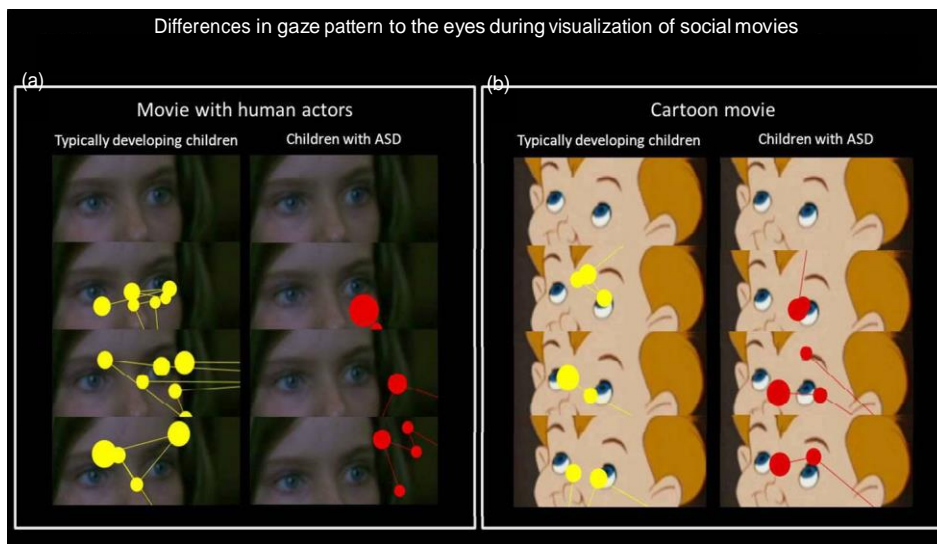 Differences in gaze pattern to the eyes during visualization of social movies
(a)
Movie with human actors
Typically developing children
Children with ASD
(b)
Cartoon movie
Typically developing children
Children with ASD